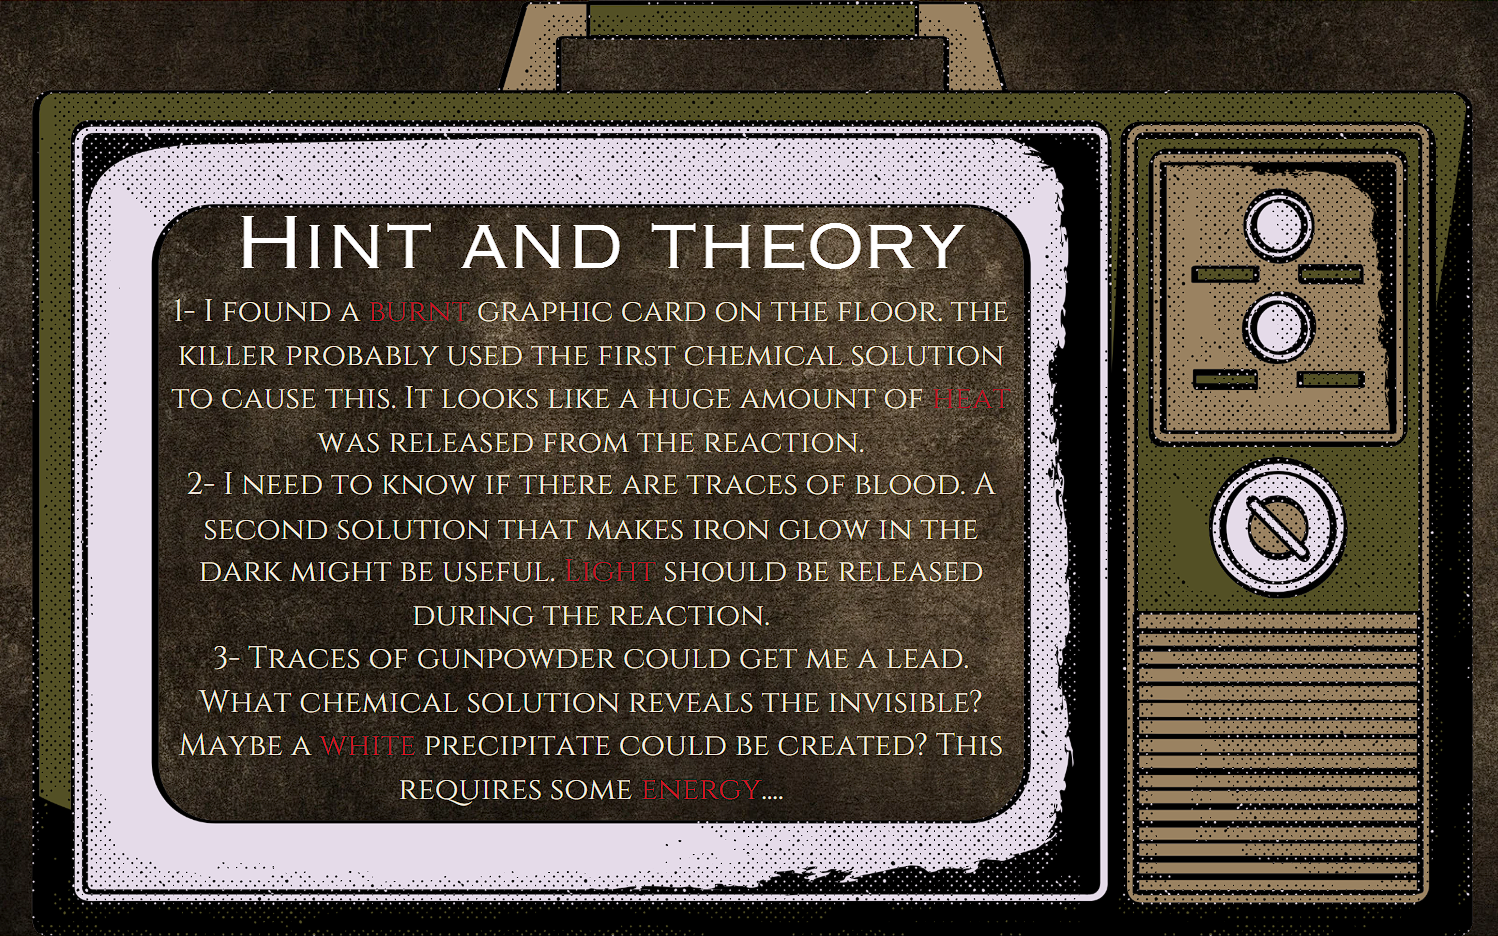 Hint and theory
1- I found a burnt graphic card on the floor. The
killer probably used the first chemical solution
to cause this. It looks like a huge amount of heat
was released from the reaction.
2- I need to know if there are traces of blood. A
second solution that makes iron glow in the
dark might be useful. Light should be released
during the reaction.
3- Traces of gunpowder could get me a lead.
What chemical solution reveals the invisible?
Maybe a white precipitate could be created? This
requires some energy....